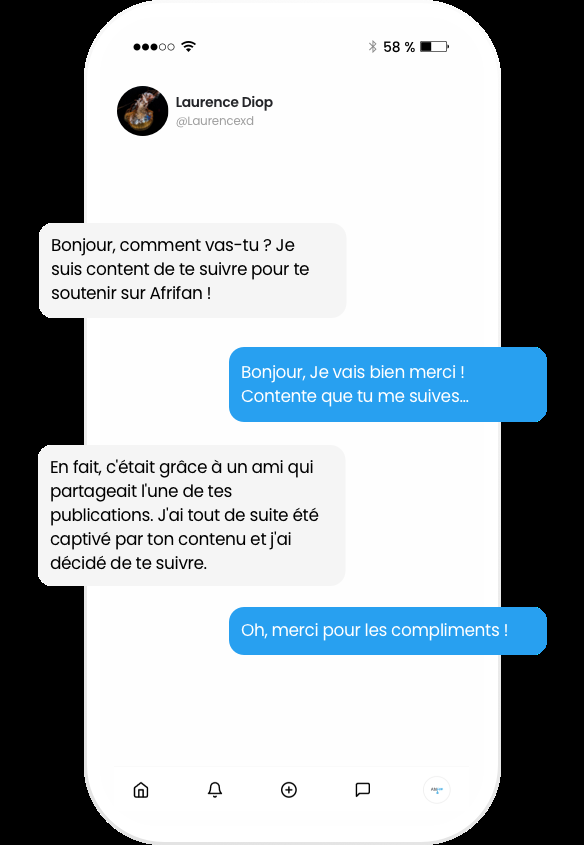 58 %
Laurence Diop
@Laurencexd
Bonjour, comment vas-tu ? Je
suis content de te suivre pour te
soutenir sur Afrifan !
Bonjour, Je vais bien merci !
Contente que tu me suives...
En fait, c'était grâce à un ami qui
partageait l'une de tes
publications. J'ai tout de suite été
captivé par ton contenu et j'ai
décidé de te suivre.
Oh, merci pour les compliments !